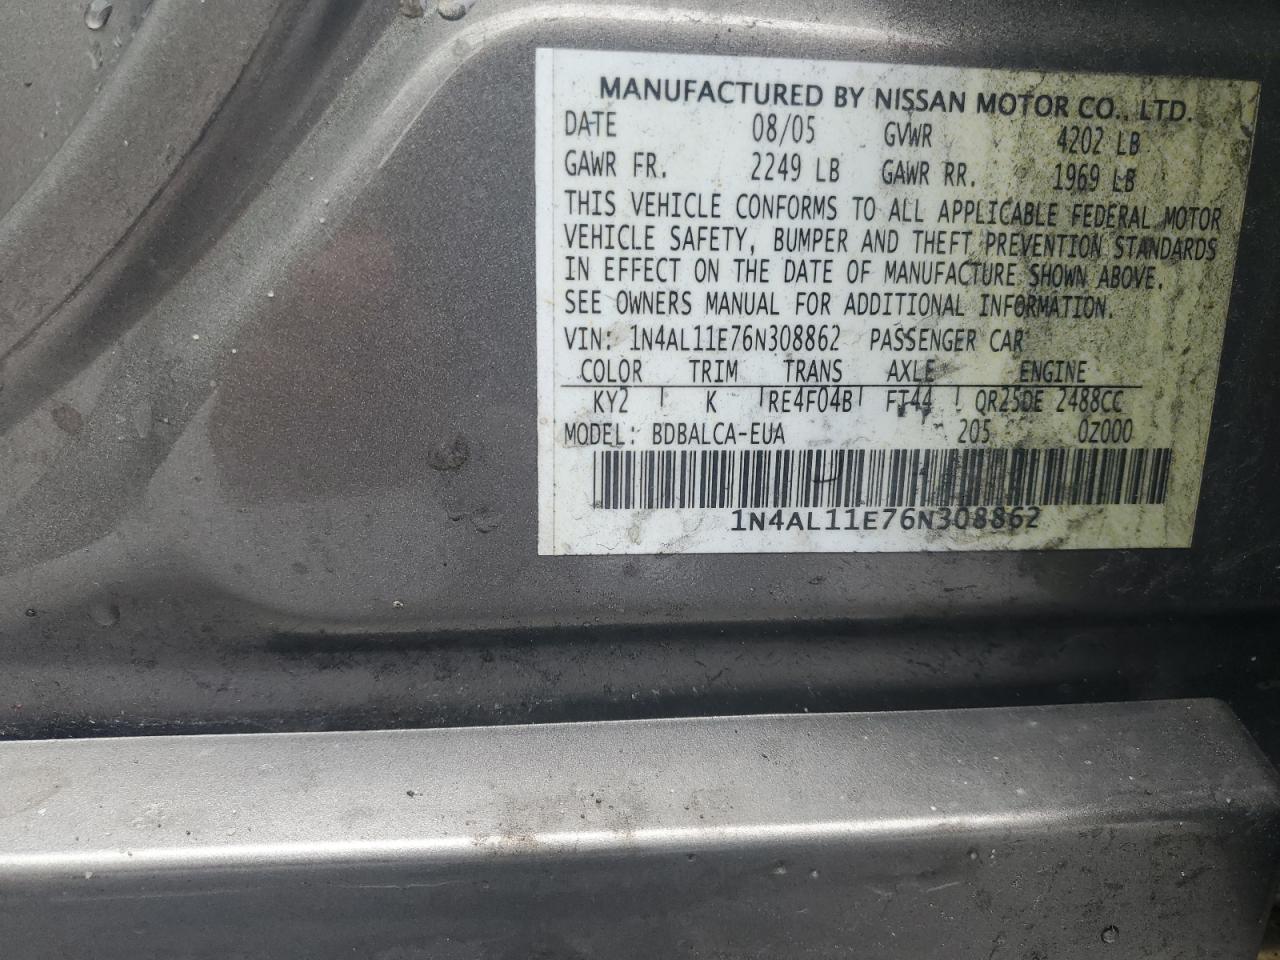 MANUFACTURED BY NISSAN MOTOR CO., LTD.
DATE 08/05 GVWR 4202 LB
GAWR FR. 2249 LB GAWR RR. 1969 LB
THIS VEHICLE CONFORMS TO ALL APPLICABLE FEDERAL MOTOR
VEHICLE SAFETY, BUMPER AND THEFT PREVENTION STANDARDS
IN EFFECT ON THE DATE OF MANUFACTURE SHOWN ABOVE.
SEE OWNERS MANUAL FOR ADDITIONAL INFORMATION.
VIN: 1N4AL11E76N308862 PASSENGER CAR
COLOR TRIM TRANS AXLE ENGINE
KY2 K RE4F04B FT44 QR25DE 2488CC
MODEL: BDBALCA-EUA 205 0Z000
1N4AL11E76N308862